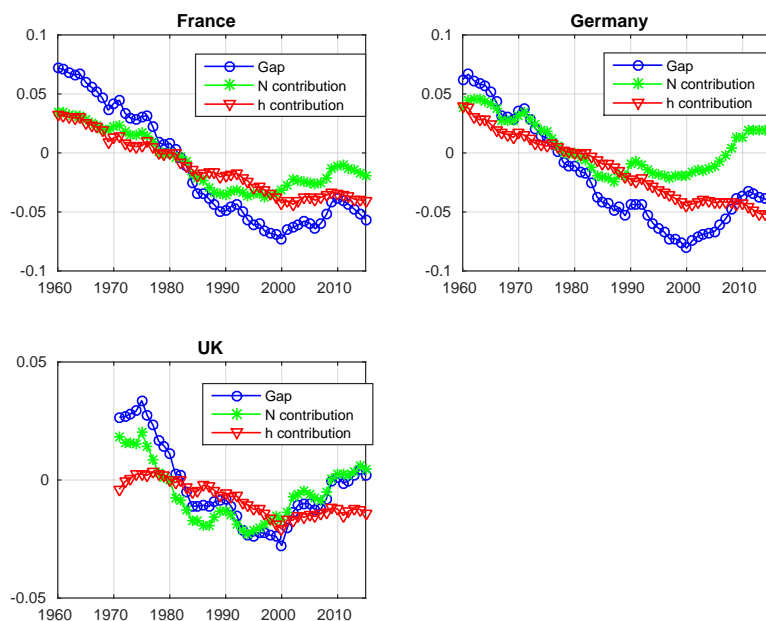 France
0.1
0.05
0
-0.05
-0.1
1960 1970 1980 1990 2000 2010
Gap
N contribution
h contribution
Germany
0.1
0.05
0
-0.05
-0.1
1960 1970 1980 1990 2000 2010
Gap
N contribution
h contribution
UK
0.05
0
-0.05
1960 1970 1980 1990 2000 2010
Gap
N contribution
h contribution